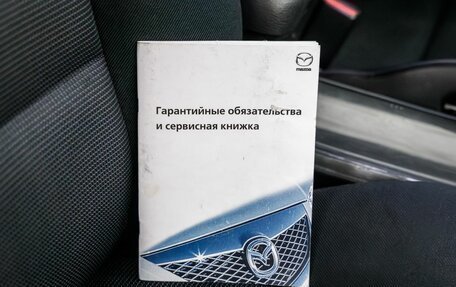 mazda
Гарантийные обязательства
и сервисная книжка